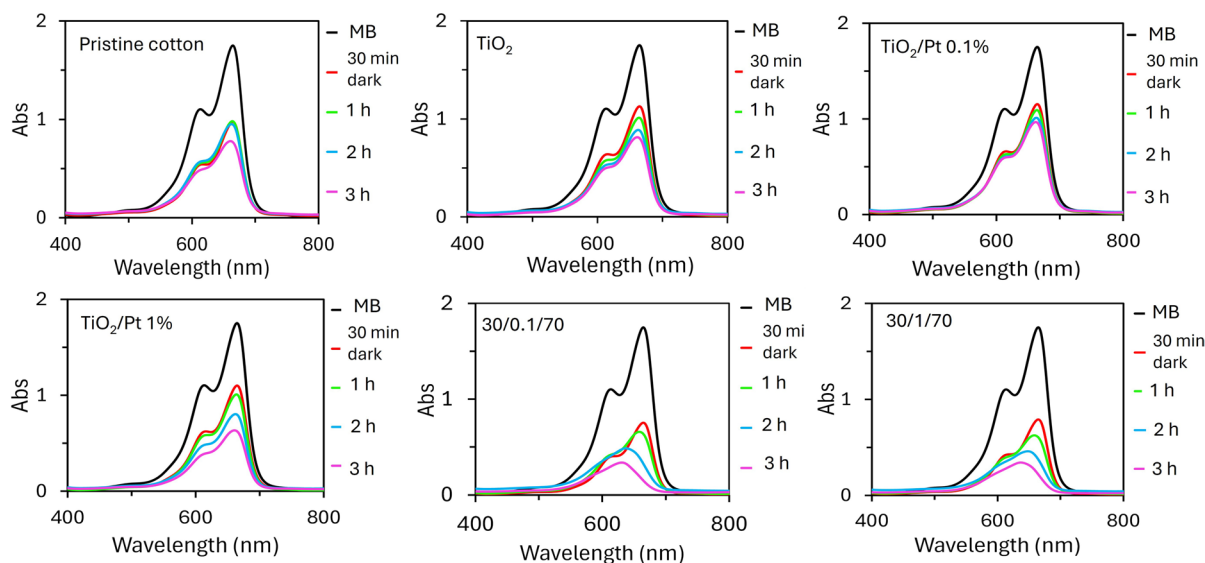 2
Pristine cotton
MB
30 min
dark
1
Abs
1 h
2 h
3 h
0
400
600
800
Wavelength (nm)
2
TiO₂
MB
30 min
dark
1
Abs
1 h
2 h
3 h
0
400
600
800
Wavelength (nm)
2
TiO₂/Pt 0.1%
MB
30 min
dark
1
Abs
1 h
2 h
3 h
0
400
600
800
Wavelength (nm)
2
TiO₂/Pt 1%
MB
30 min
dark
1
Abs
1 h
2 h
3 h
0
400
600
800
Wavelength (nm)
2
30/0.1/70
MB
30 mi
dark
1
Abs
1 h
2 h
3 h
0
400
600
800
Wavelength (nm)
2
30/1/70
MB
30 min
dark
1
Abs
1 h
2 h
3 h
0
400
600
800
Wavelength (nm)